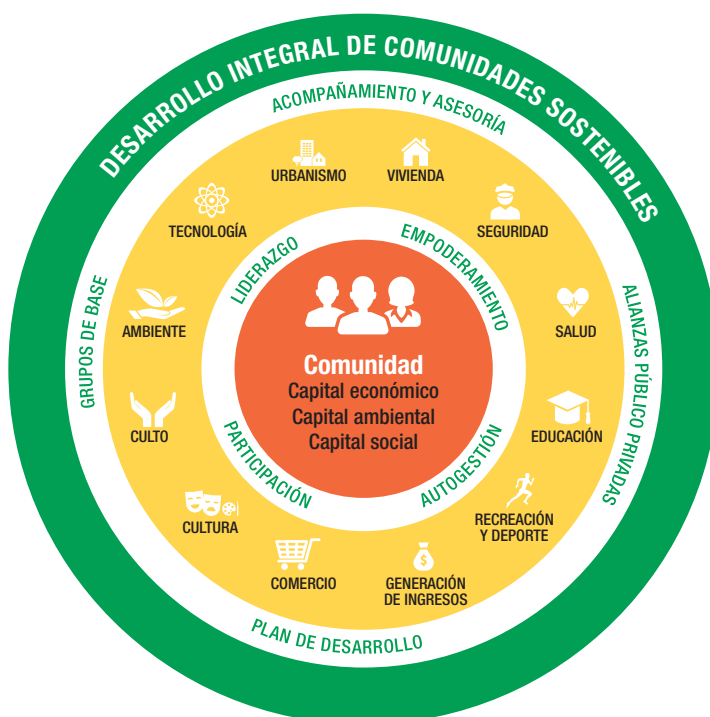 DESARROLLO INTEGRAL DE COMUNIDADES SOSTENIBLES
ACOMPAÑAMIENTO Y ASESORÍA
ALIANZAS PÚBLICO PRIVADAS
PLAN DE DESARROLLO
GRUPOS DE BASE
URBANISMO
VIVIENDA
SEGURIDAD
SALUD
EDUCACIÓN
RECREACIÓN
Y DEPORTE
GENERACIÓN
DE INGRESOS
$
COMERCIO
CULTURA
CULTO
AMBIENTE
TECNOLOGÍA
LIDERAZGO
EMPODERAMIENTO
AUTOGESTIÓN
PARTICIPACIÓN
Comunidad
Capital económico
Capital ambiental
Capital social